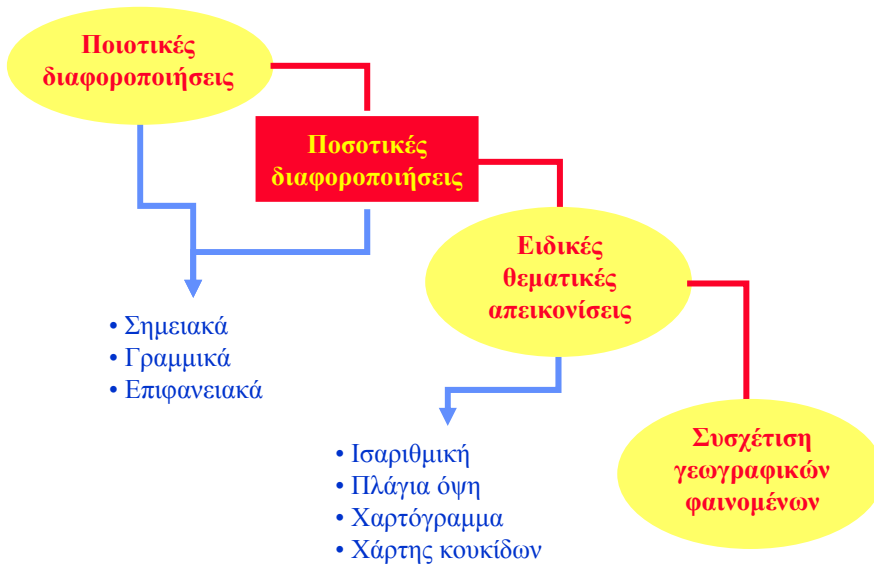 Ποιοτικές
διαφοροποιήσεις
Ποσοτικές
διαφοροποιήσεις
Ειδικές
θεματικές
απεικονίσεις
• Σημειακά
• Γραμμικά
• Επιφανειακά
Συσχέτιση
γεωγραφικών
φαινομένων
• Ισαριθμική
• Πλάγια όψη
• Χαρτόγραμμα
• Χάρτης κουκίδων